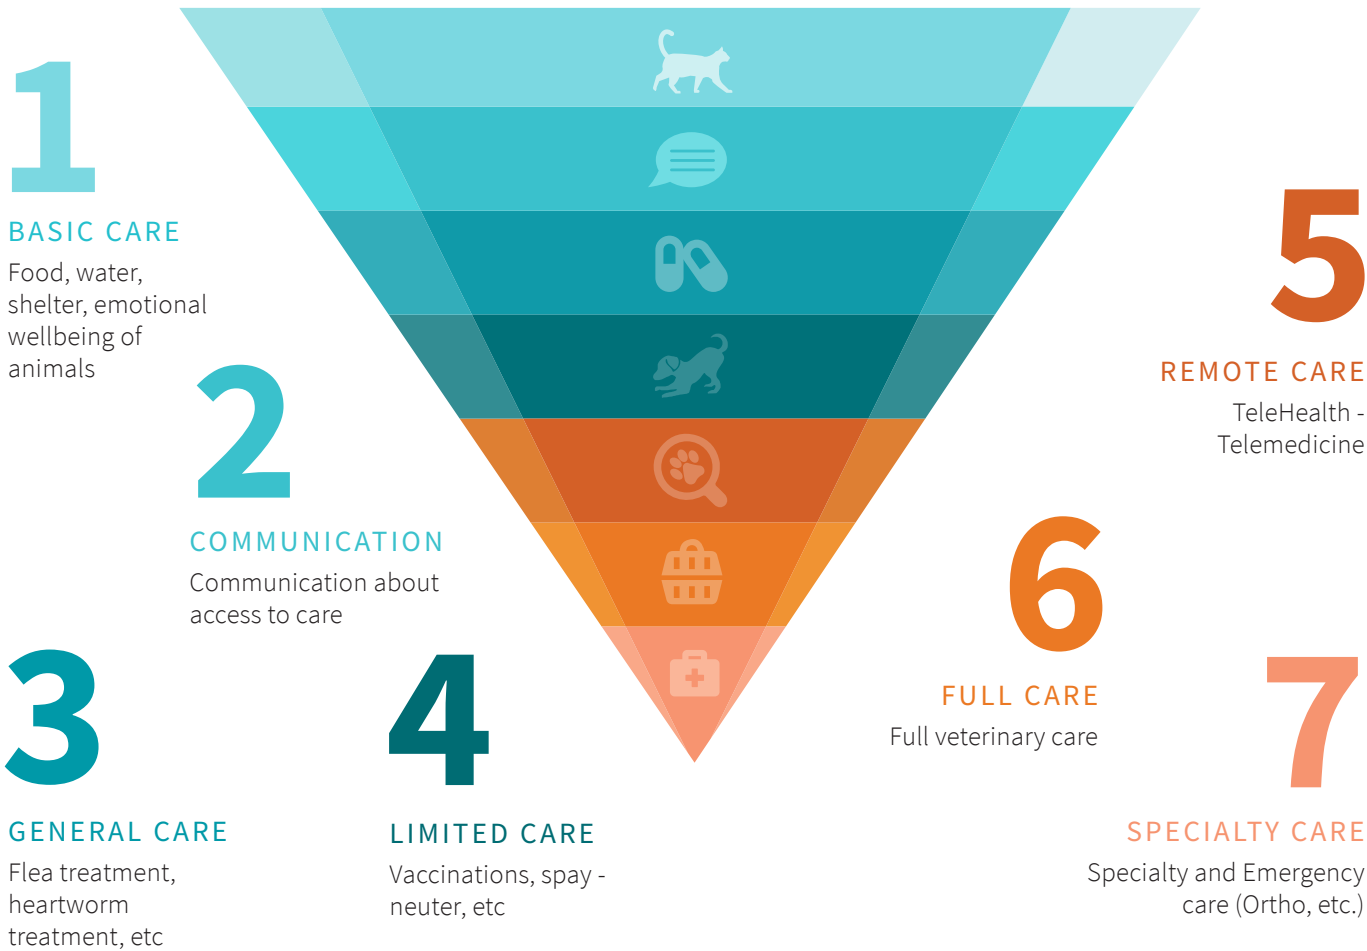 1
BASIC CARE
Food, water,
shelter, emotional
wellbeing of
animals
2
COMMUNICATION
Communication about
access to care
3
GENERAL CARE
Flea treatment,
heartworm
treatment, etc
4
LIMITED CARE
Vaccinations, spay -
neuter, etc
5
REMOTE CARE
TeleHealth -
Telemedicine
6
FULL CARE
Full veterinary care
7
SPECIALTY CARE
Specialty and Emergency
care (Ortho, etc.)